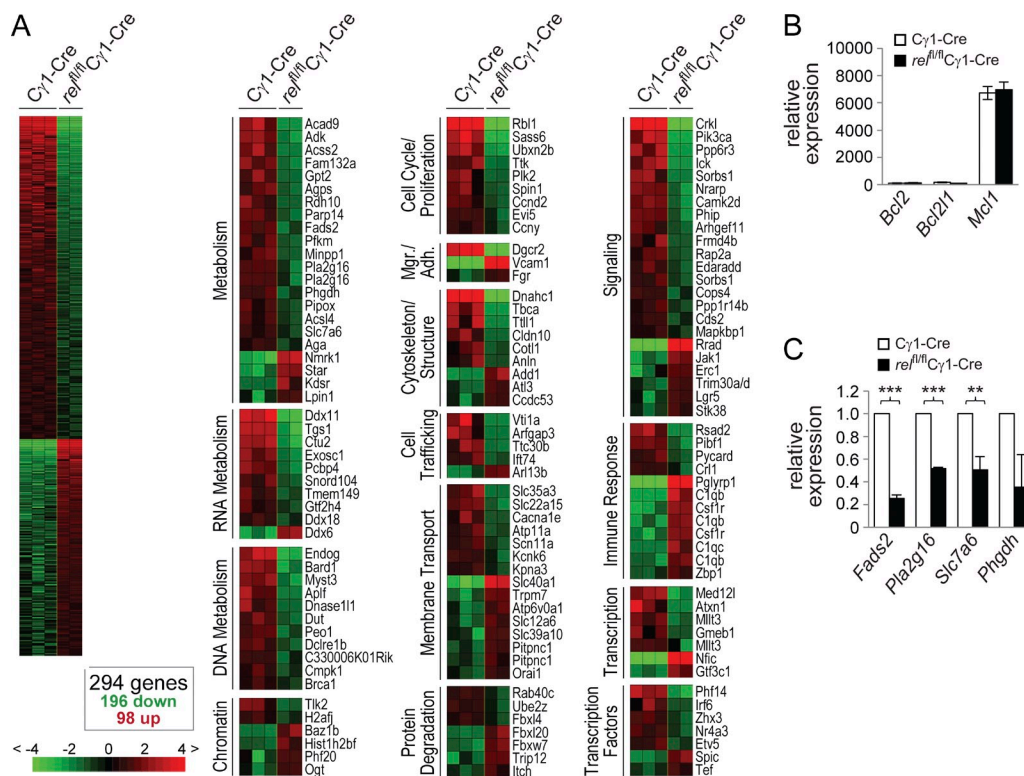 A
Cγ1-Cre
rel fl/flCγ1-Cre
294 genes
196 down
98 up
< -4 -2 0 2 4 >
Cγ1-Cre
rel fl/flCγ1-Cre
Metabolism
Acad9
Adk
Acss2
Fam132a
Gpt2
Agps
Rdh10
Parp14
Fads2
Pfkm
Minpp1
Pla2g16
Pla2g16
Phgdh
Pipox
Acsl4
Slc7a6
Aga
Nmrk1
Star
Kdsr
Lpin1
RNA Metabolism
Ddx11
Tgs1
Ctu2
Exosc1
Pcbp4
Snord104
Tmem149
Gtf2h4
Ddx18
Ddx6
DNA Metabolism
Endog
Bard1
Myst3
Aplf
Dnase1l1
Dut
Peo1
Dclre1b
C330006K01Rik
Cmpk1
Brca1
Chromatin
Tlk2
H2afj
Baz1b
Hist1h2bf
Phf20
Ogt
Cγ1-Cre
rel fl/flCγ1-Cre
Cell Cycle/
Proliferation
Rbl1
Sass6
Ubxn2b
Ttk
Plk2
Spin1
Ccnd2
Evi5
Ccny
Mgr./
Adh.
Dgcr2
Vcam1
Fgr
Cytoskeleton/
Structure
Dnahc1
Tbca
Ttll1
Cldn10
Cotl1
Anln
Add1
Atl3
Ccdc53
Cell
Trafficking
Vti1a
Arfgap3
Ttc30b
Ift74
Arl13b
Membrane Transport
Slc35a3
Slc22a15
Cacna1e
Atp11a
Scn11a
Kcnk6
Kpna3
Slc40a1
Trpm7
Atp6v0a1
Slc12a6
Slc39a10
Pitpnc1
Pitpnc1
Orai1
Protein
Degradation
Rab40c
Ube2z
Fbxl4
Fbxl20
Fbxw7
Trip12
Itch
Cγ1-Cre
rel fl/flCγ1-Cre
Signaling
Crkl
Pik3ca
Ppp6r3
Ick
Sorbs1
Nrarp
Camk2d
Phip
Arhgef11
Frmd4b
Rap2a
Edaradd
Sorbs1
Cops4
Ppp1r14b
Cds2
Mapkbp1
Rrad
Jak1
Erc1
Trim30a/d
Lgr5
Stk38
Immune Response
Rsad2
Pibf1
Pycard
Crl1
Pglyrp1
C1qb
Csf1r
C1qb
Csf1r
C1qc
C1qb
Zbp1
Transcription
Med12l
Atxn1
Mllt3
Gmeb1
Mllt3
Nfic
Gtf3c1
Transcription
Factors
Phf14
Irf6
Zhx3
Nr4a3
Etv5
Spic
Tef
B
Cγ1-Cre
rel fl/flCγ1-Cre
relative
expression
10000
8000
6000
4000
2000
0
Bcl2
Bcl2l1
Mcl1
C
Cγ1-Cre
rel fl/flCγ1-Cre
relative
expression
1.2
1.0
0.8
0.6
0.4
0.2
0
*** *** **
Fads2
Pla2g16
Slc7a6
Phgdh